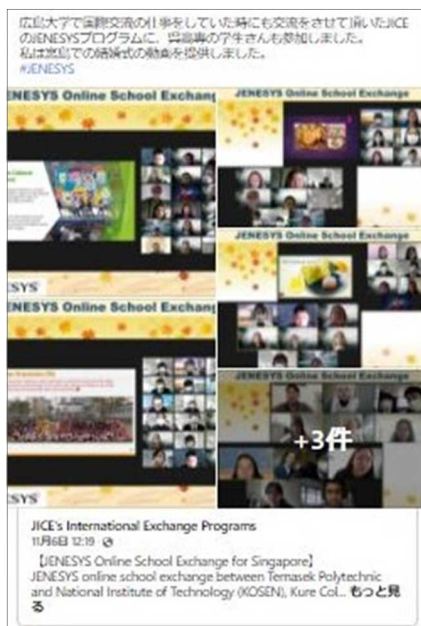 広島大学で国際交流の仕事をしていた時にも交流をさせて頂いたJICE
のJENESYSプログラムに、呉高専の学生さんも参加しました。
私は宮島での結婚式の動画を提供しました。
#JENESYS
ENESYS Online School Exchang
JENESYS Online School Exchange
SYS
JENESYS Online School Exchange
ENESYS Online School Exchang
SYS
JENESYS Online School Exchange
+3件
JICE's International Exchange Programs
11月6日 12:19
【JENESYS Online School Exchange for Singapore】
JENESYS online school exchange between Temasek Polytechnic
and National Institute of Technology (KOSEN), Kure Col... もっと見
る